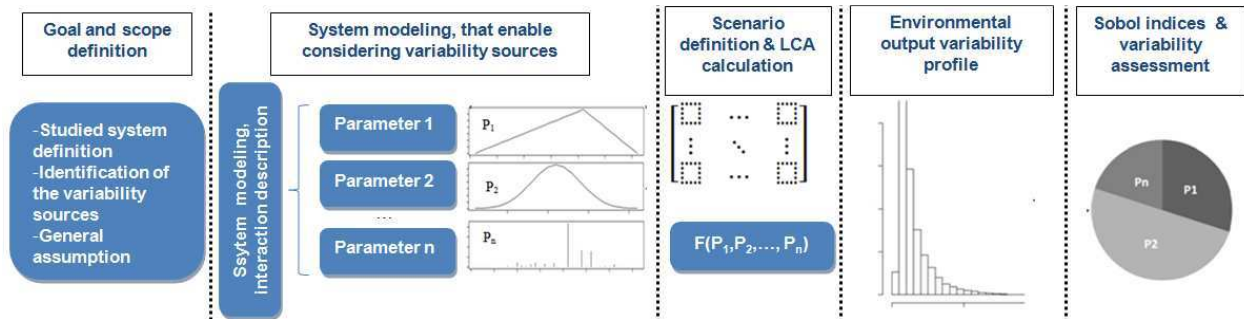 Goal and scope
definition
-Studied system
definition
-Identification of
the variability
sources
-General
assumption
System modeling, that enable
considering variability sources
Ssytem modeling,
interaction description
Parameter 1
Parameter 2
...
Parameter n
P1
P2
Pn
Scenario
definition & LCA
calculation
F(P1,P2,..., Pn)
Environmental
output variability
profile
Sobol indices &
variability
assessment
Pn
P1
P2